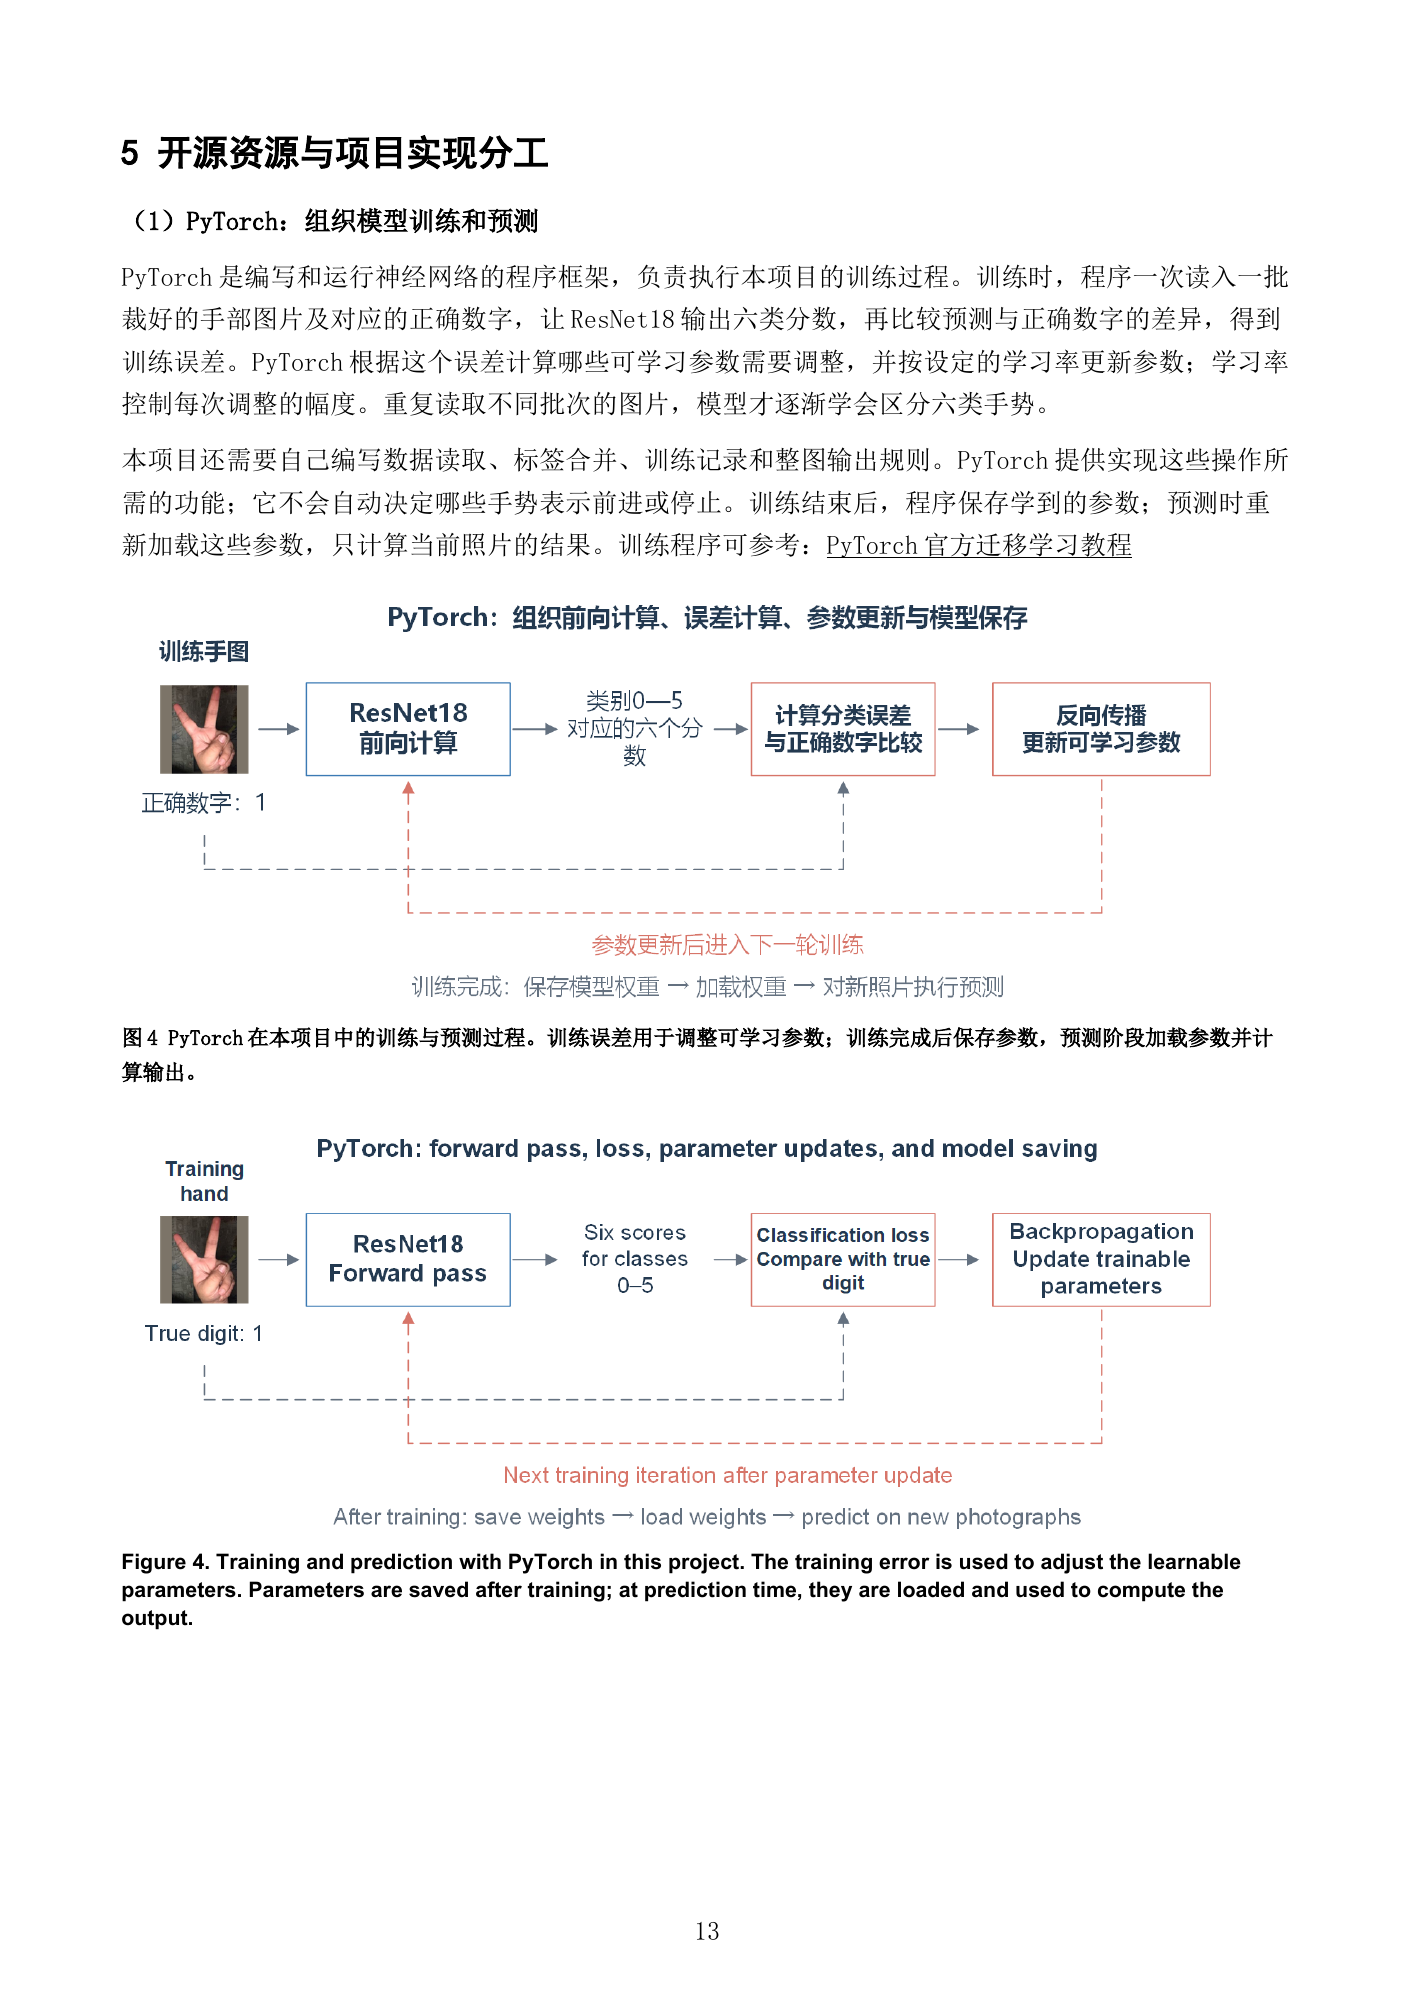 5 开源资源与项目实现分工
（1）PyTorch：组织模型训练和预测
PyTorch 是编写和运行神经网络的程序框架，负责执行本项目的训练过程。训练时，程序一次读入一批
裁好的手部图片及对应的正确数字，让 ResNet18 输出六类分数，再比较预测与正确数字的差异，得到
训练误差。PyTorch 根据这个误差计算哪些可学习参数需要调整，并按设定的学习率更新参数；学习率
控制每次调整的幅度。重复读取不同批次的图片，模型才逐渐学会区分六类手势。
本项目还需要自己编写数据读取、标签合并、训练记录和整图输出规则。PyTorch 提供实现这些操作所
需的功能；它不会自动决定哪些手势表示前进或停止。训练结束后，程序保存学到的参数；预测时重
新加载这些参数，只计算当前照片的结果。训练程序可参考：PyTorch 官方迁移学习教程
PyTorch：组织前向计算、误差计算、参数更新与模型保存
训练手图
ResNet18
前向计算
类别0—5
对应的六个分
数
计算分类误差
与正确数字比较
反向传播
更新可学习参数
正确数字：1
参数更新后进入下一轮训练
训练完成：保存模型权重 → 加载权重 → 对新照片执行预测
图 4 PyTorch 在本项目中的训练与预测过程。训练误差用于调整可学习参数；训练完成后保存参数，预测阶段加载参数并计
算输出。
PyTorch: forward pass, loss, parameter updates, and model saving
Training
hand
ResNet18
Forward pass
Six scores
for classes
0–5
Classification loss
Compare with true
digit
Backpropagation
Update trainable
parameters
True digit: 1
Next training iteration after parameter update
After training: save weights → load weights → predict on new photographs
Figure 4. Training and prediction with PyTorch in this project. The training error is used to adjust the learnable
parameters. Parameters are saved after training; at prediction time, they are loaded and used to compute the
output.
13